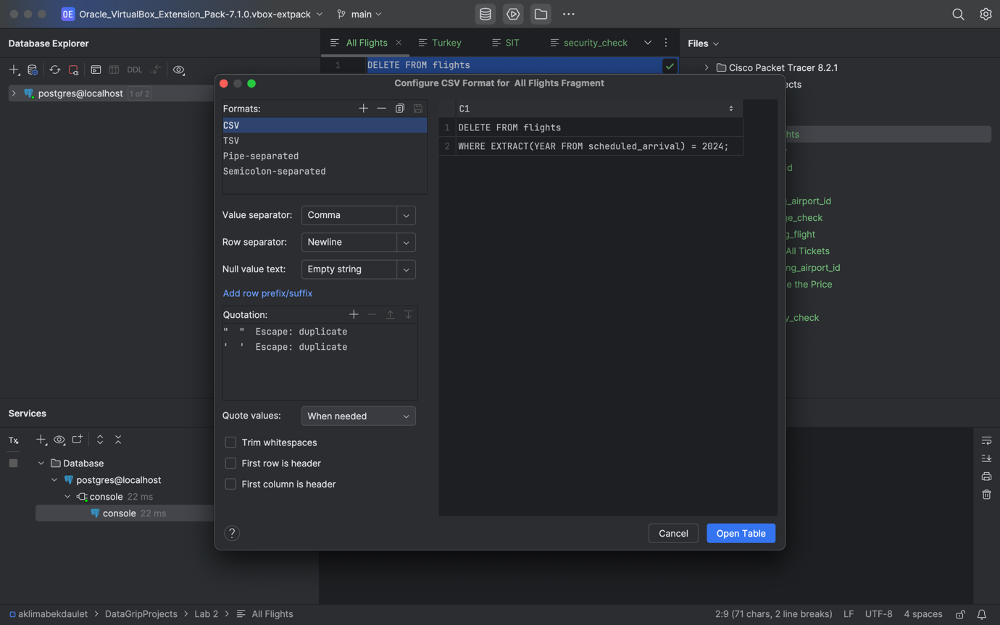 OE Oracle_VirtualBox_Extension_Pack-7.1.0.vbox-extpack main
Database Explorer
DDL
postgres@localhost 1 of 2
All Flights Turkey SIT security_check
Files
1 DELETE FROM flights
Cisco Packet Tracer 8.2.1
ects
hts
d
_airport_id
ge_check
g_flight
All Tickets
ng_airport_id
e the Price
y_check
Configure CSV Format for All Flights Fragment
Formats:
CSV
TSV
Pipe-separated
Semicolon-separated
Value separator: Comma
Row separator: Newline
Null value text: Empty string
Add row prefix/suffix
Quotation:
" " Escape: duplicate
' ' Escape: duplicate
Quote values: When needed
Trim whitespaces
First row is header
First column is header
C1
1 DELETE FROM flights
2 WHERE EXTRACT(YEAR FROM scheduled_arrival) = 2024;
? Cancel Open Table
Services
Tx
Database
postgres@localhost
console 22 ms
console 22 ms
aklimabekdaulet > DataGripProjects > Lab 2 > All Flights
2:9 (71 chars, 2 line breaks) LF UTF-8 4 spaces